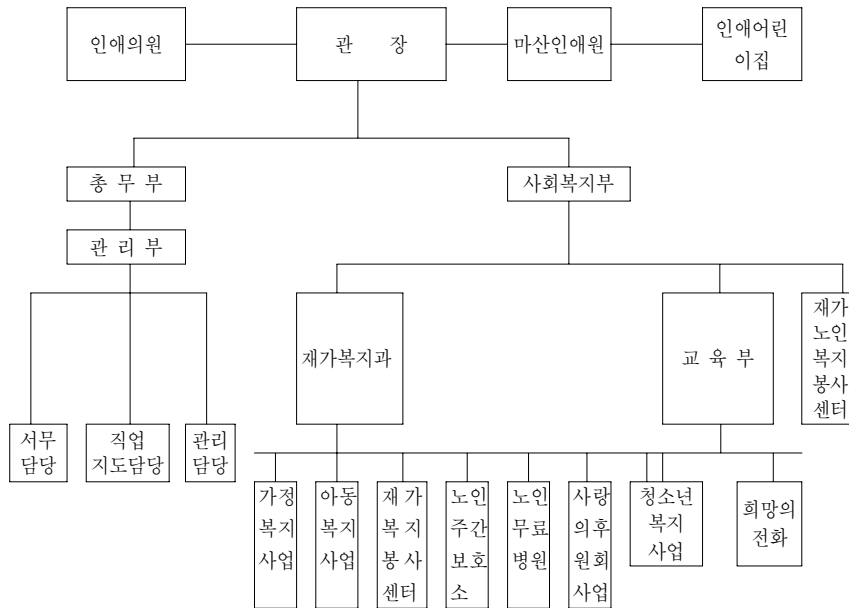 인애의원
관 장
마산인애원
인애어린
이집
총 무 부
사회복지부
관 리 부
재가복지과
교 육 부
재가
노인
복지
봉사
센터
서무
담당
직업
지도담당
관리
담당
가정
복지
사업
아동
복지
사업
재 가
복 지
봉 사
센 터
노인
주간
보호
소
노인
무료
병원
사랑
의후
원회
사업
청소년
복지
사업
희망의
전화